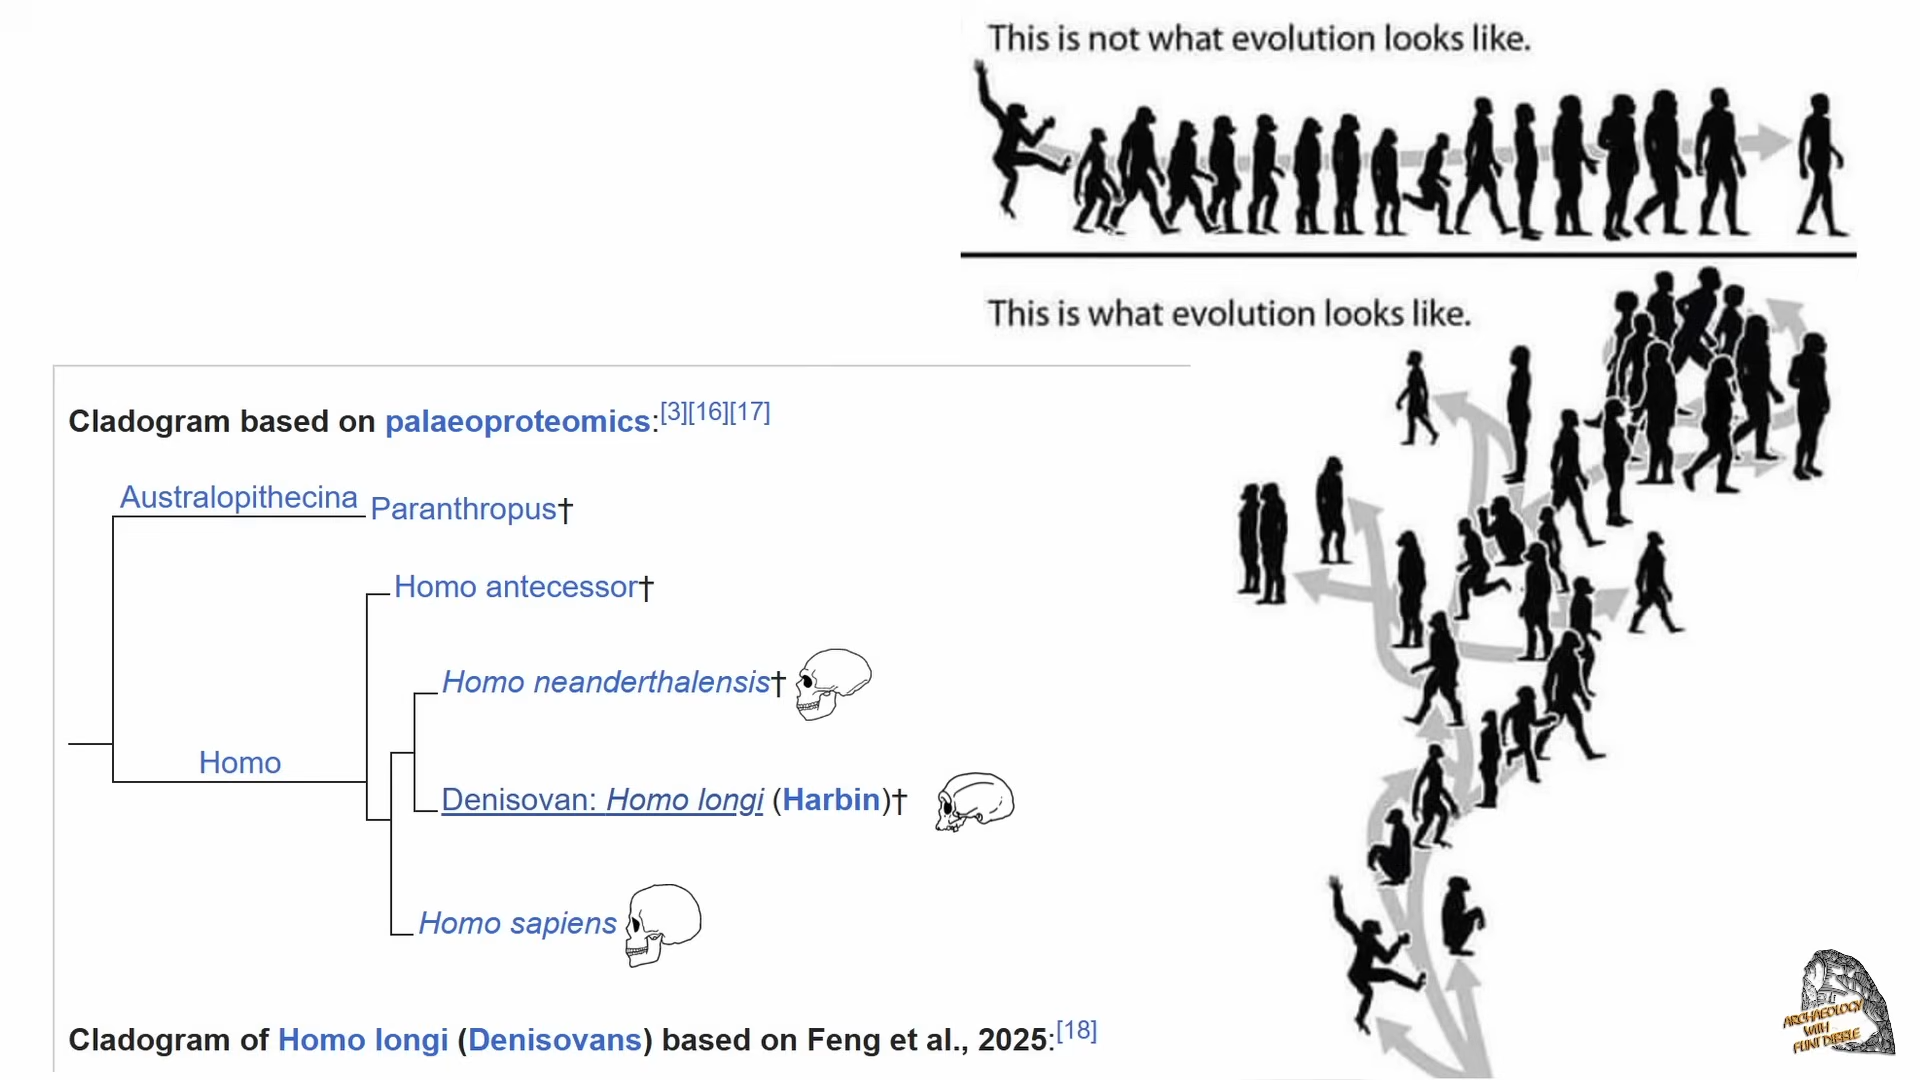 This is not what evolution looks like.
This is what evolution looks like.
Cladogram based on palaeoproteomics:[3][16][17]
Australopithecina
Paranthropus†
Homo antecessor†
Homo neanderthalensis†
Homo
Denisovan: Homo longi (Harbin)†
Homo sapiens
Cladogram of Homo longi (Denisovans) based on Feng et al., 2025:[18]
ARCHAEOLOGY
WITH
FLINT DIBBLE